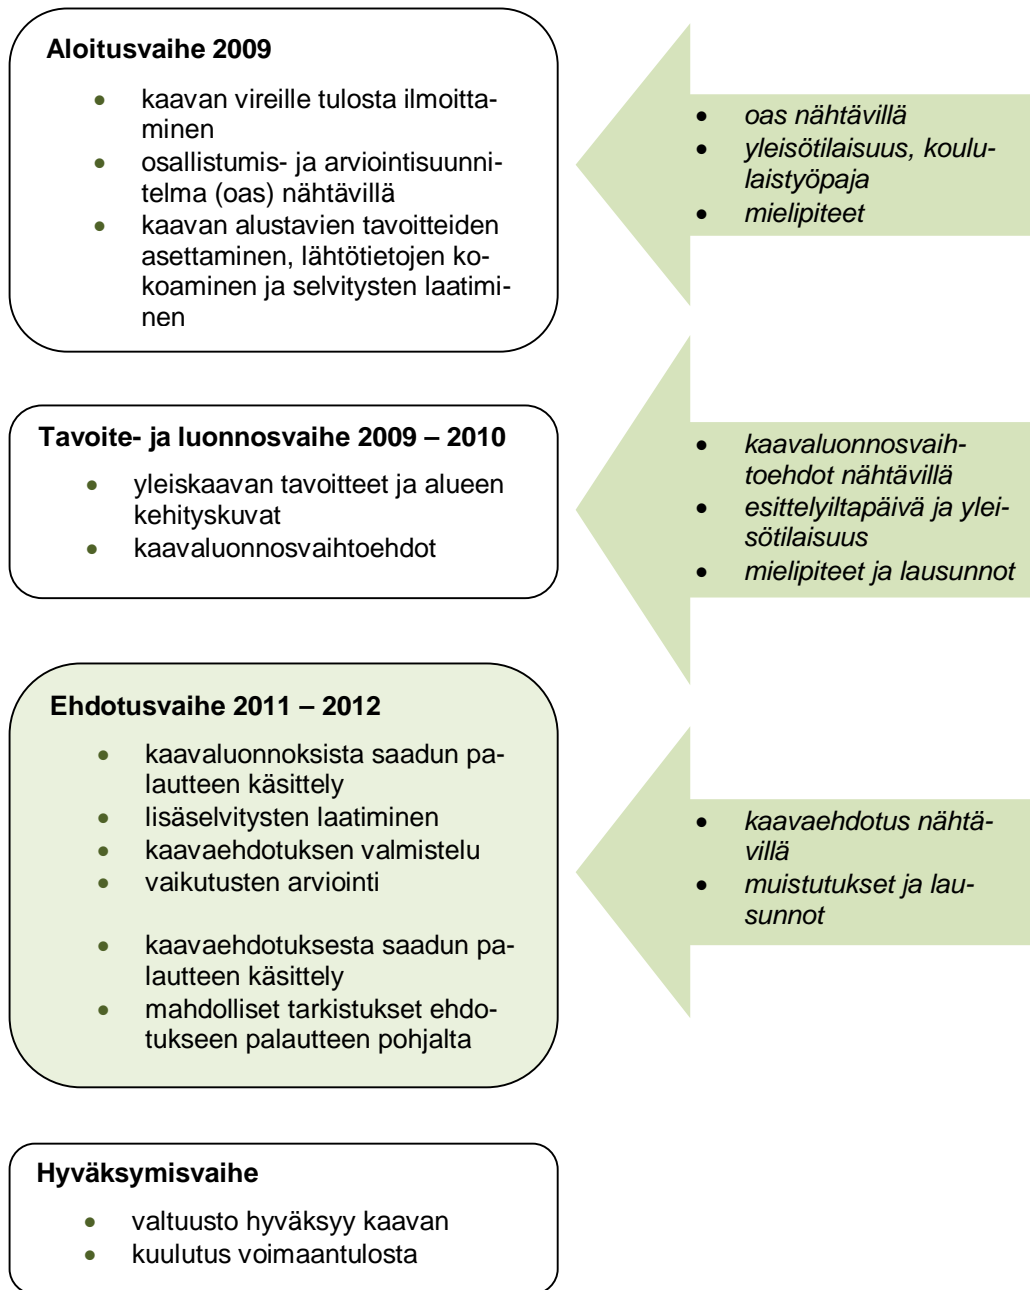 Aloitusvaihe 2009
• kaavan vireille tulosta ilmoitta-
minen
• osallistumis- ja arviointisuunni-
telma (oas) nähtävillä
• kaavan alustavien tavoitteiden
asettaminen, lähtötietojen ko-
koaminen ja selvitysten laatimi-
nen
• oas nähtävillä
• yleisötilaisuus, koulu-
laistyöpaja
• mielipiteet
Tavoite- ja luonnosvaihe 2009 – 2010
• yleiskaavan tavoitteet ja alueen
kehityskuvat
• kaavaluonnosvaihtoehdot
• kaavaluonnosvaih-
toehdot nähtävillä
• esittelyiltapäivä ja ylei-
sötilaisuus
• mielipiteet ja lausunnot
Ehdotusvaihe 2011 – 2012
• kaavaluonnoksista saadun pa-
lautteen käsittely
• lisäselvitysten laatiminen
• kaavaehdotuksen valmistelu
• vaikutusten arviointi
• kaavaehdotuksesta saadun pa-
lautteen käsittely
• mahdolliset tarkistukset ehdo-
tukseen palautteen pohjalta
• kaavaehdotus nähtä-
villä
• muistutukset ja lau-
sunnot
Hyväksymisvaihe
• valtuusto hyväksyy kaavan
• kuulutus voimaantulosta